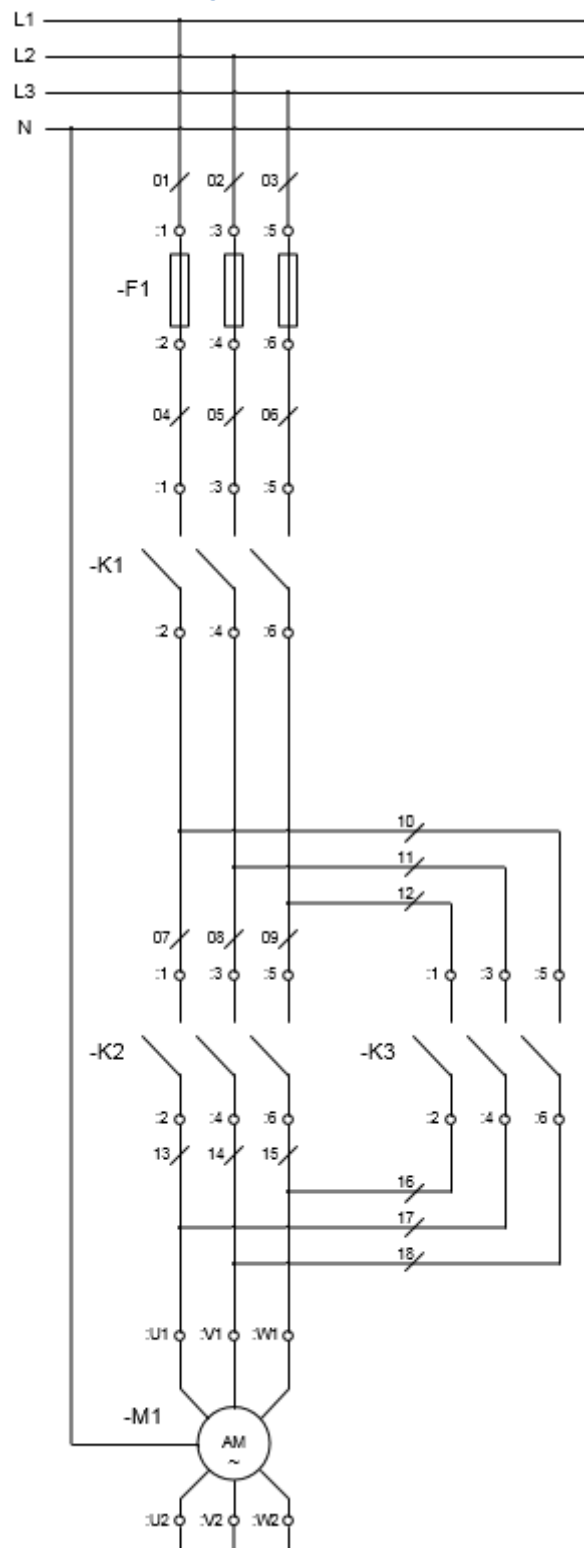 L1
L2
L3
N
01 02 03
:1 :3 :5
-F1
:2 :4 :6
04 05 06
:1 :3 :5
-K1
:2 :4 :6
10
11
12
07 08 09
:1 :3 :5 :1 :3 :5
-K2 -K3
:2 :4 :6 :2 :4 :6
13 14 15
16
17
18
:U1 :V1 :W1
-M1
AM
~
:U2 :V2 :W2